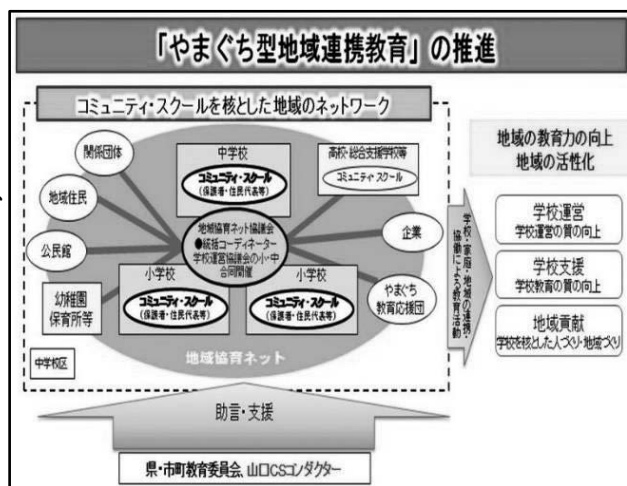 「やまぐち型地域連携教育」の推進
コミュニティ・スクールを核とした地域のネットワーク
関係団体
地域住民
公民館
幼稚園
保育所等
中学校
コミュニティ・スクール
(保護者・住民代表等)
高校・総合支援学校等
コミュニティ・スクール
地域協育ネット協議会
●統括コーディネーター
学校運営協議会の小・中
合同開催
企業
やまぐち
教育応援団
小学校
コミュニティ・スクール
(保護者・住民代表等)
小学校
コミュニティ・スクール
(保護者・住民代表等)
地域協育ネット
中学校区
学校・家庭・地域の連携・
協働による教育活動
地域の教育力の向上
地域の活性化
学校運営
学校運営の質の向上
学校支援
学校教育の質の向上
地域貢献
学校を核とした人づくり・地域づくり
助言・支援
県・市町教育委員会、山口CSコンダクター